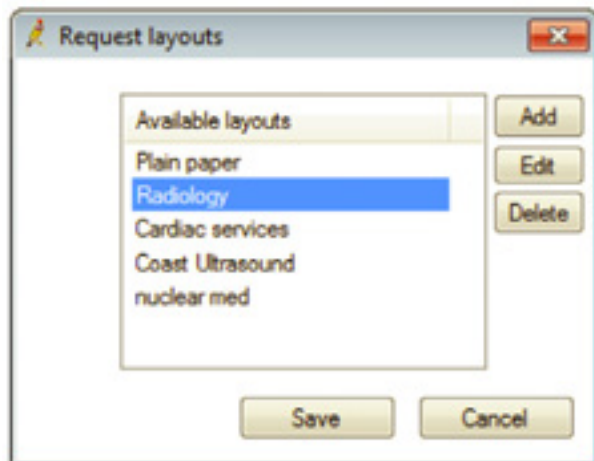 Request layouts
Available layouts
Add
Plain paper
Edit
Radiology
Delete
Cardiac services
Coast Ultrasound
nuclear med
Save
Cancel